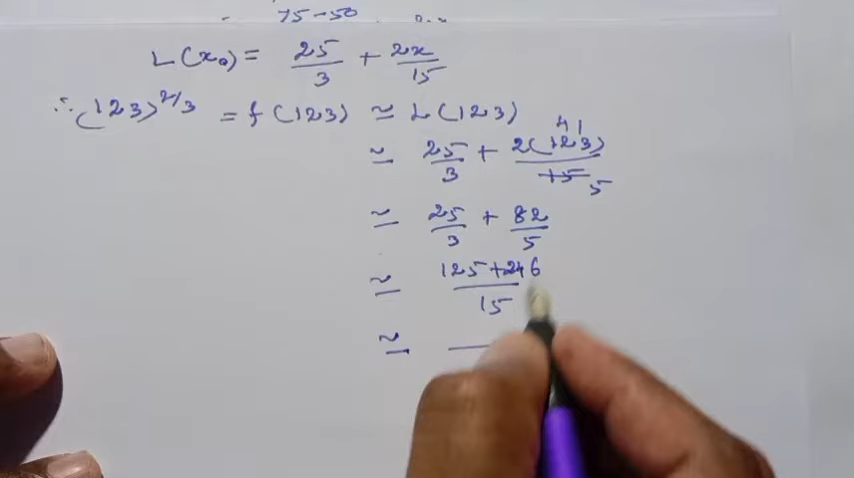 75-50
L(x₀) = 25/3 + 2x/15
∴ (123)^2/3 = f(123) ≅ L(123)
≅ 25/3 + 2(123)/15 41 5
≅ 25/3 + 82/5
≅ 125+246/15
≅